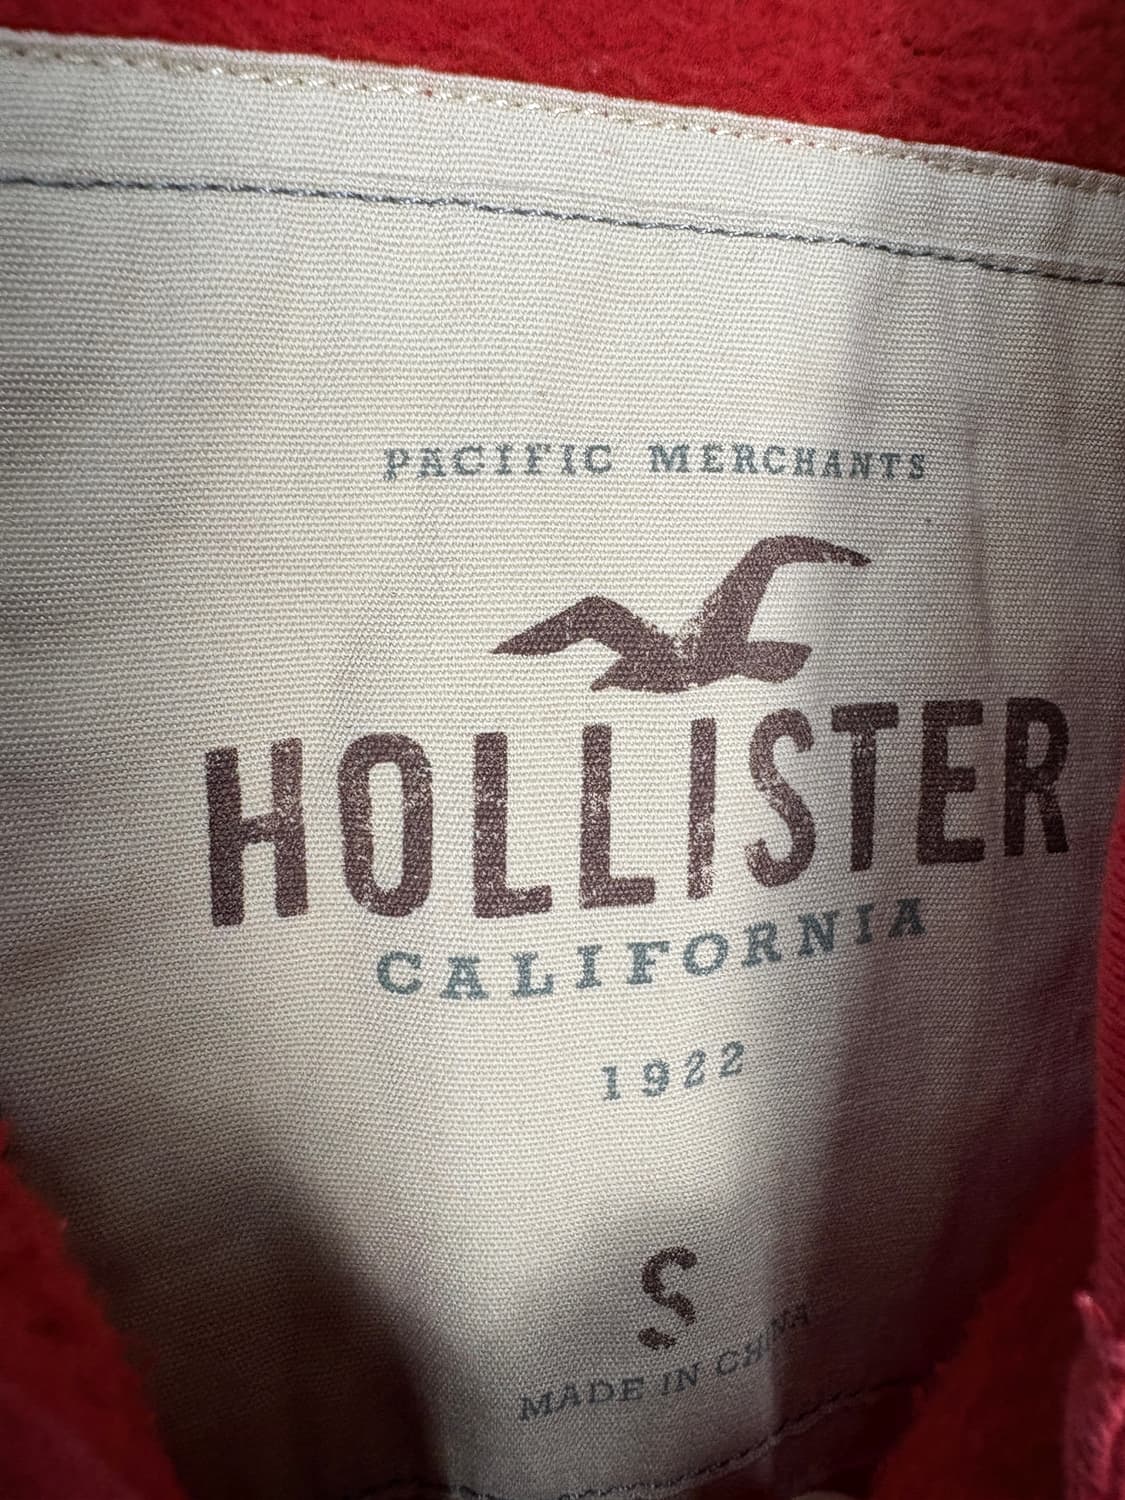 PACIFIC MERCHANTS
HOLLISTER
CALIFORNIA
1922
S
MADE IN CHINA